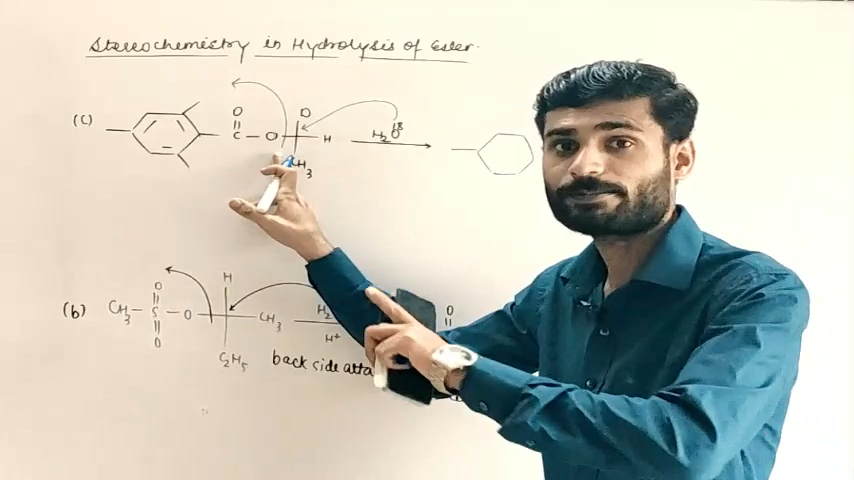 Stereochemistry in Hydrolysis of Ester.
(C) O || C - O D H CH3 H2O18
(b) CH3 - O || S || O - O H CH3 C2H5 H2 H+ O ||
back side atta